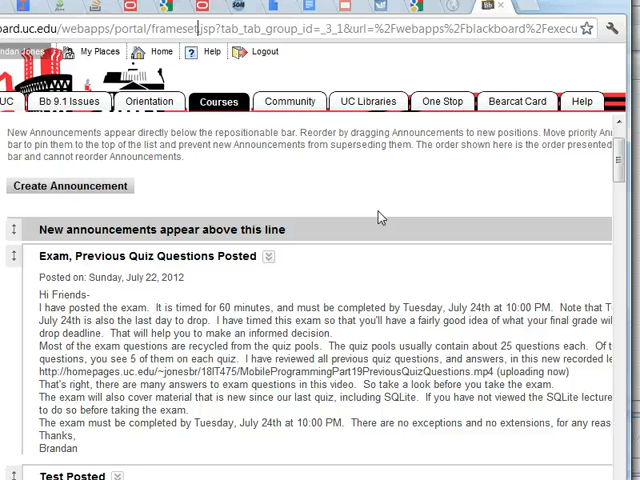 ard.uc.edu/webapps/portal/frameset.jsp?tab_tab_group_id=_3_1&url=%2Fwebapps%2Fblackboard%2Fexecu
ndan Jones
My Places
Home
Help
Logout
UC
Bb 9.1 Issues
Orientation
Courses
Community
UC Libraries
One Stop
Bearcat Card
Help
New Announcements appear directly below the repositionable bar. Reorder by dragging Announcements to new positions. Move priority An
bar to pin them to the top of the list and prevent new Announcements from superseding them. The order shown here is the order presented
bar and cannot reorder Announcements.
Create Announcement
New announcements appear above this line
Exam, Previous Quiz Questions Posted
Posted on: Sunday, July 22, 2012
Hi Friends-
I have posted the exam. It is timed for 60 minutes, and must be completed by Tuesday, July 24th at 10:00 PM. Note that T
July 24th is also the last day to drop. I have timed this exam so that you'll have a fairly good idea of what your final grade wil
drop deadline. That will help you to make an informed decision.
Most of the exam questions are recycled from the quiz pools. The quiz pools usually contain about 25 questions each. Of t
questions, you see 5 of them on each quiz. I have reviewed all previous quiz questions, and answers, in this new recorded le
http://homepages.uc.edu/~jonesbr/18IT475/MobileProgrammingPart19PreviousQuizQuestions.mp4 (uploading now)
That's right, there are many answers to exam questions in this video. So take a look before you take the exam.
The exam will also cover material that is new since our last quiz, including SQLite. If you have not viewed the SQLite lecture
to do so before taking the exam.
The exam must be completed by Tuesday, July 24th at 10:00 PM. There are no exceptions and no extensions, for any reas
Thanks,
Brandan
Test Posted